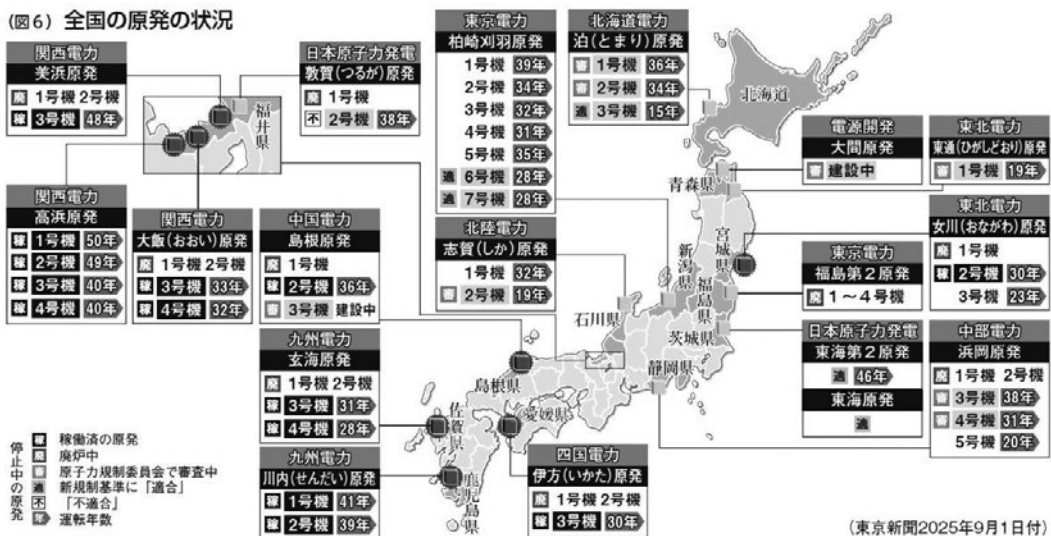 (図6) 全国の原発の状況
関西電力
美浜原発
廃 1号機 2号機
稼 3号機 48年
日本原子力発電
敦賀(つるが)原発
廃 1号機
不 2号機 38年
福井県
関西電力
高浜原発
稼 1号機 50年
稼 2号機 49年
稼 3号機 40年
稼 4号機 40年
関西電力
大飯(おおい)原発
廃 1号機 2号機
稼 3号機 33年
稼 4号機 32年
中国電力
島根原発
廃 1号機
稼 2号機 36年
審 3号機 建設中
東京電力
柏崎刈羽原発
1号機 39年
2号機 34年
3号機 32年
4号機 31年
5号機 35年
適 6号機 28年
適 7号機 28年
北海道電力
泊(とまり)原発
審 1号機 36年
審 2号機 34年
適 3号機 15年
北海道
電源開発
大間原発
審 建設中
東北電力
東通(ひがしどおり)原発
審 1号機 19年
青森県
宮城県
東北電力
女川(おながわ)原発
廃 1号機
稼 2号機 30年
3号機 23年
北陸電力
志賀(しか)原発
1号機 32年
審 2号機 19年
新潟県
福島県
東京電力
福島第2原発
廃 1～4号機
石川県
茨城県
静岡県
日本原子力発電
東海第2原発
適 46年
東海原発
適
中部電力
浜岡原発
廃 1号機 2号機
審 3号機 38年
審 4号機 31年
5号機 20年
九州電力
玄海原発
廃 1号機 2号機
稼 3号機 31年
稼 4号機 28年
島根県
佐賀県
愛媛県
九州電力
川内(せんだい)原発
稼 1号機 41年
稼 2号機 39年
鹿児島県
四国電力
伊方(いかた)原発
廃 1号機 2号機
稼 3号機 30年
停止中の原発
稼 稼働済の原発
廃 廃炉中
審 原子力規制委員会で審査中
適 新規制基準に「適合」
不 「不適合」
年 運転年数
(東京新聞2025年9月1日付)